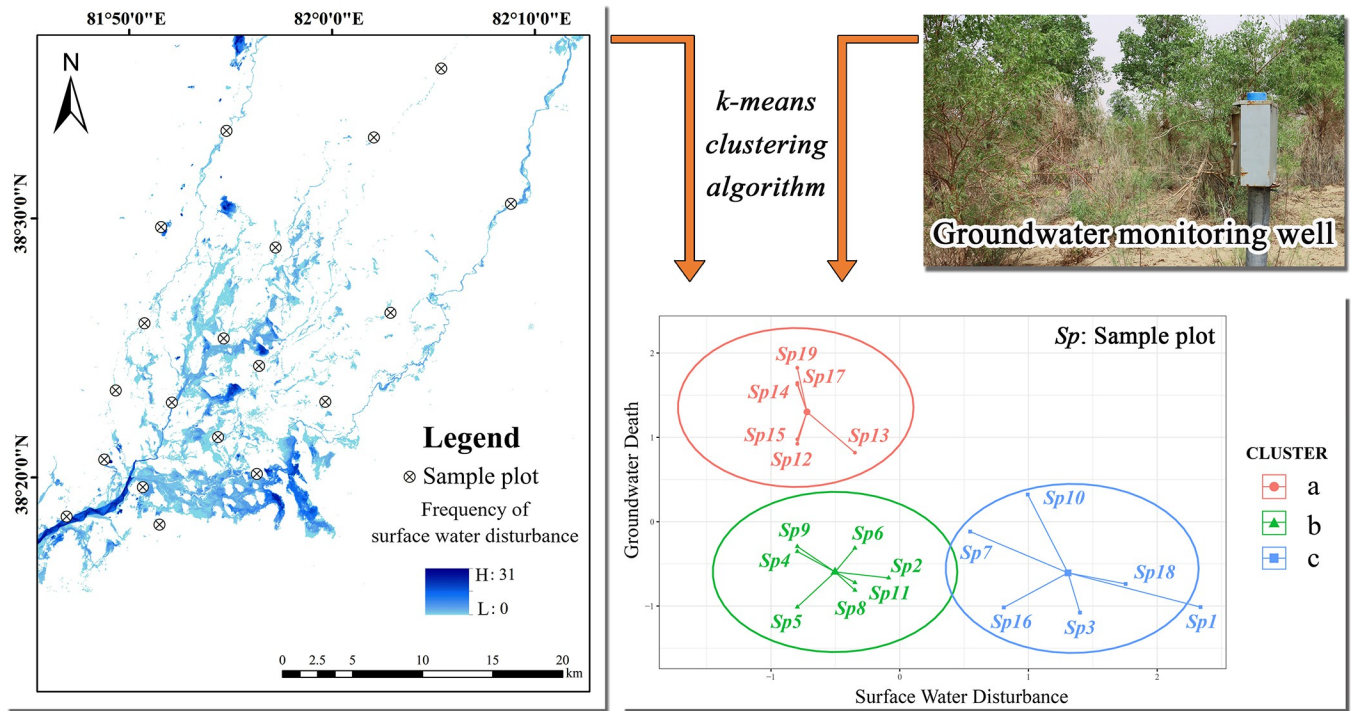 81°50'0"E 82°0'0"E 82°10'0"E
N
38°30'0"N
38°20'0"N
Legend
Sample plot
Frequency of
surface water disturbance
H: 31
L: 0
0 2.5 5 10 15 20
km
k-means
clustering
algorithm
Groundwater monitoring well
Sp: Sample plot
Groundwater Death
2
1
0
−1
Sp19
Sp17
Sp14
Sp15
Sp13
Sp12
Sp10
Sp9
Sp6
Sp7
Sp4
Sp2
Sp18
Sp11
Sp8
Sp5
Sp16
Sp3
Sp1
−1 0 1 2
Surface Water Disturbance
CLUSTER
a
b
c